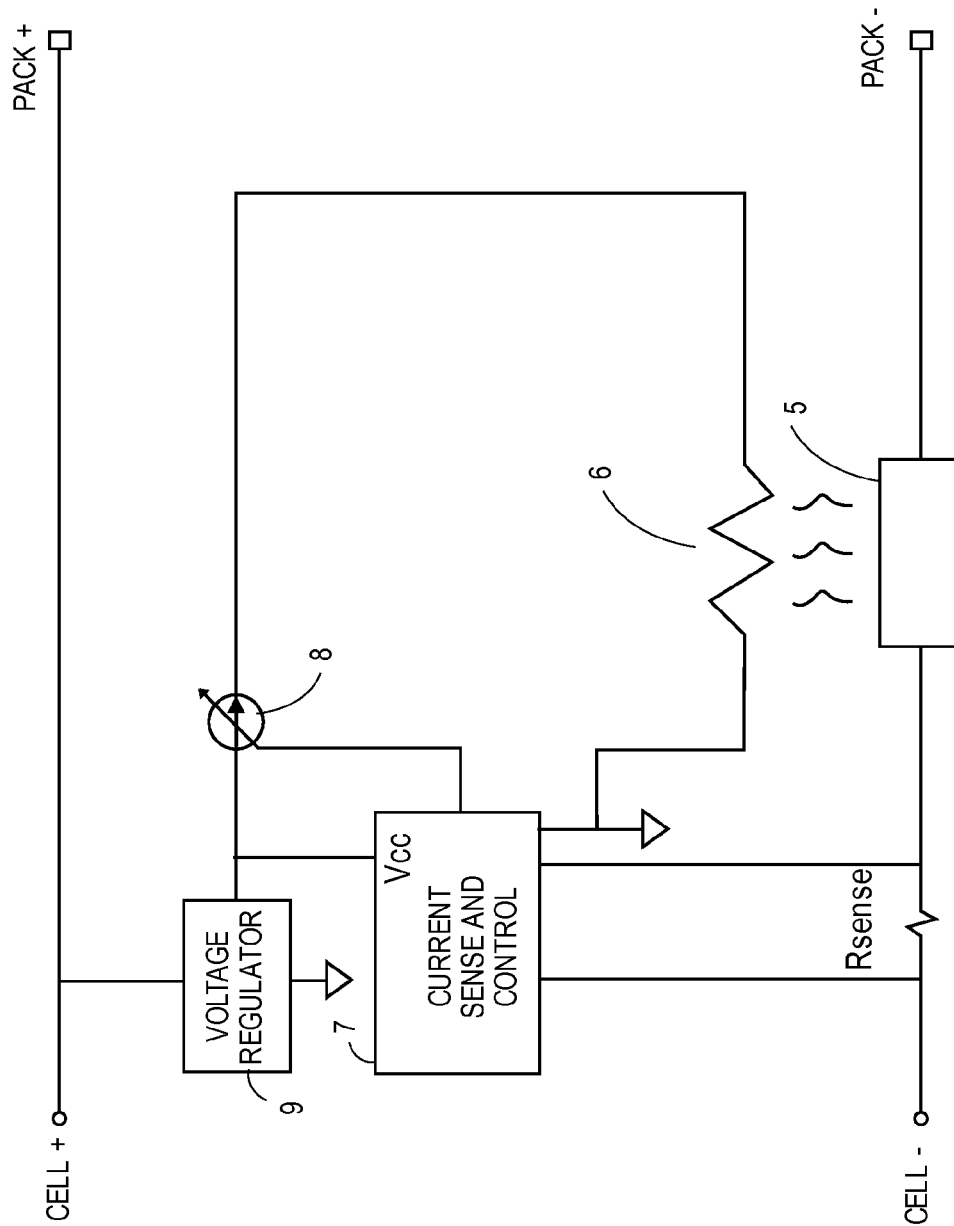 CELL +
PACK +
VOLTAGE
REGULATOR
9
8
7
Vcc
CURRENT
SENSE AND
CONTROL
6
5
Rsense
CELL -
PACK -